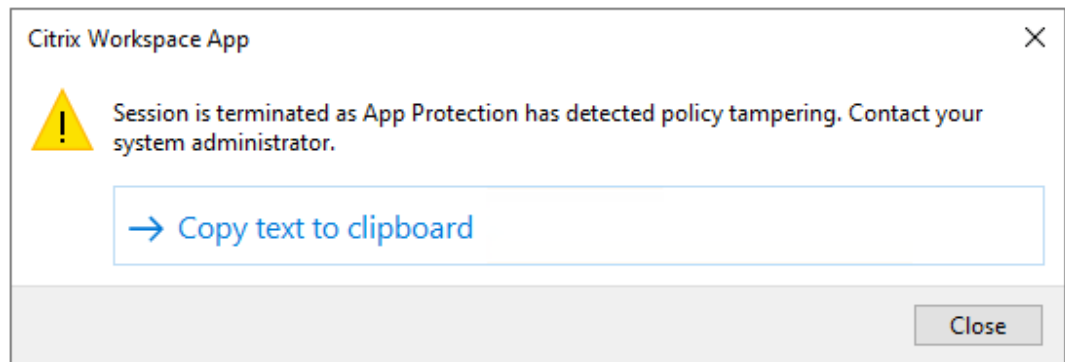 Citrix Workspace App
Session is terminated as App Protection has detected policy tampering. Contact your
system administrator.
Copy text to clipboard
Close